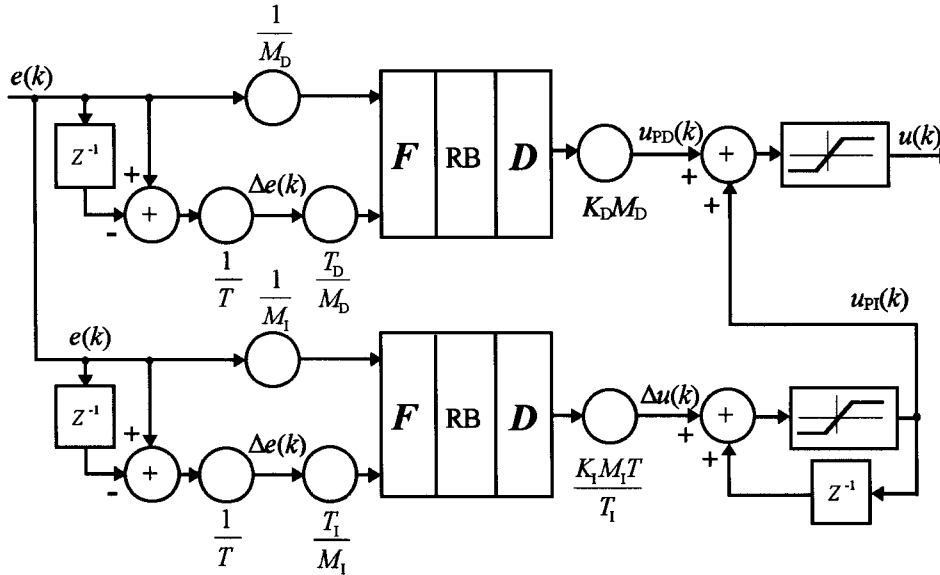 1
M_D
e(k)
Z⁻¹
+
-
+
Δe(k)
1
T
T_D
M_D
F
RB
D
u_PD(k)
K_D M_D
+
+
+
u(k)
1
M_I
e(k)
Z⁻¹
+
-
+
Δe(k)
1
T
T_I
M_I
F
RB
D
Δu(k)
K_I M_I T
T_I
+
+
+
u_PI(k)
Z⁻¹